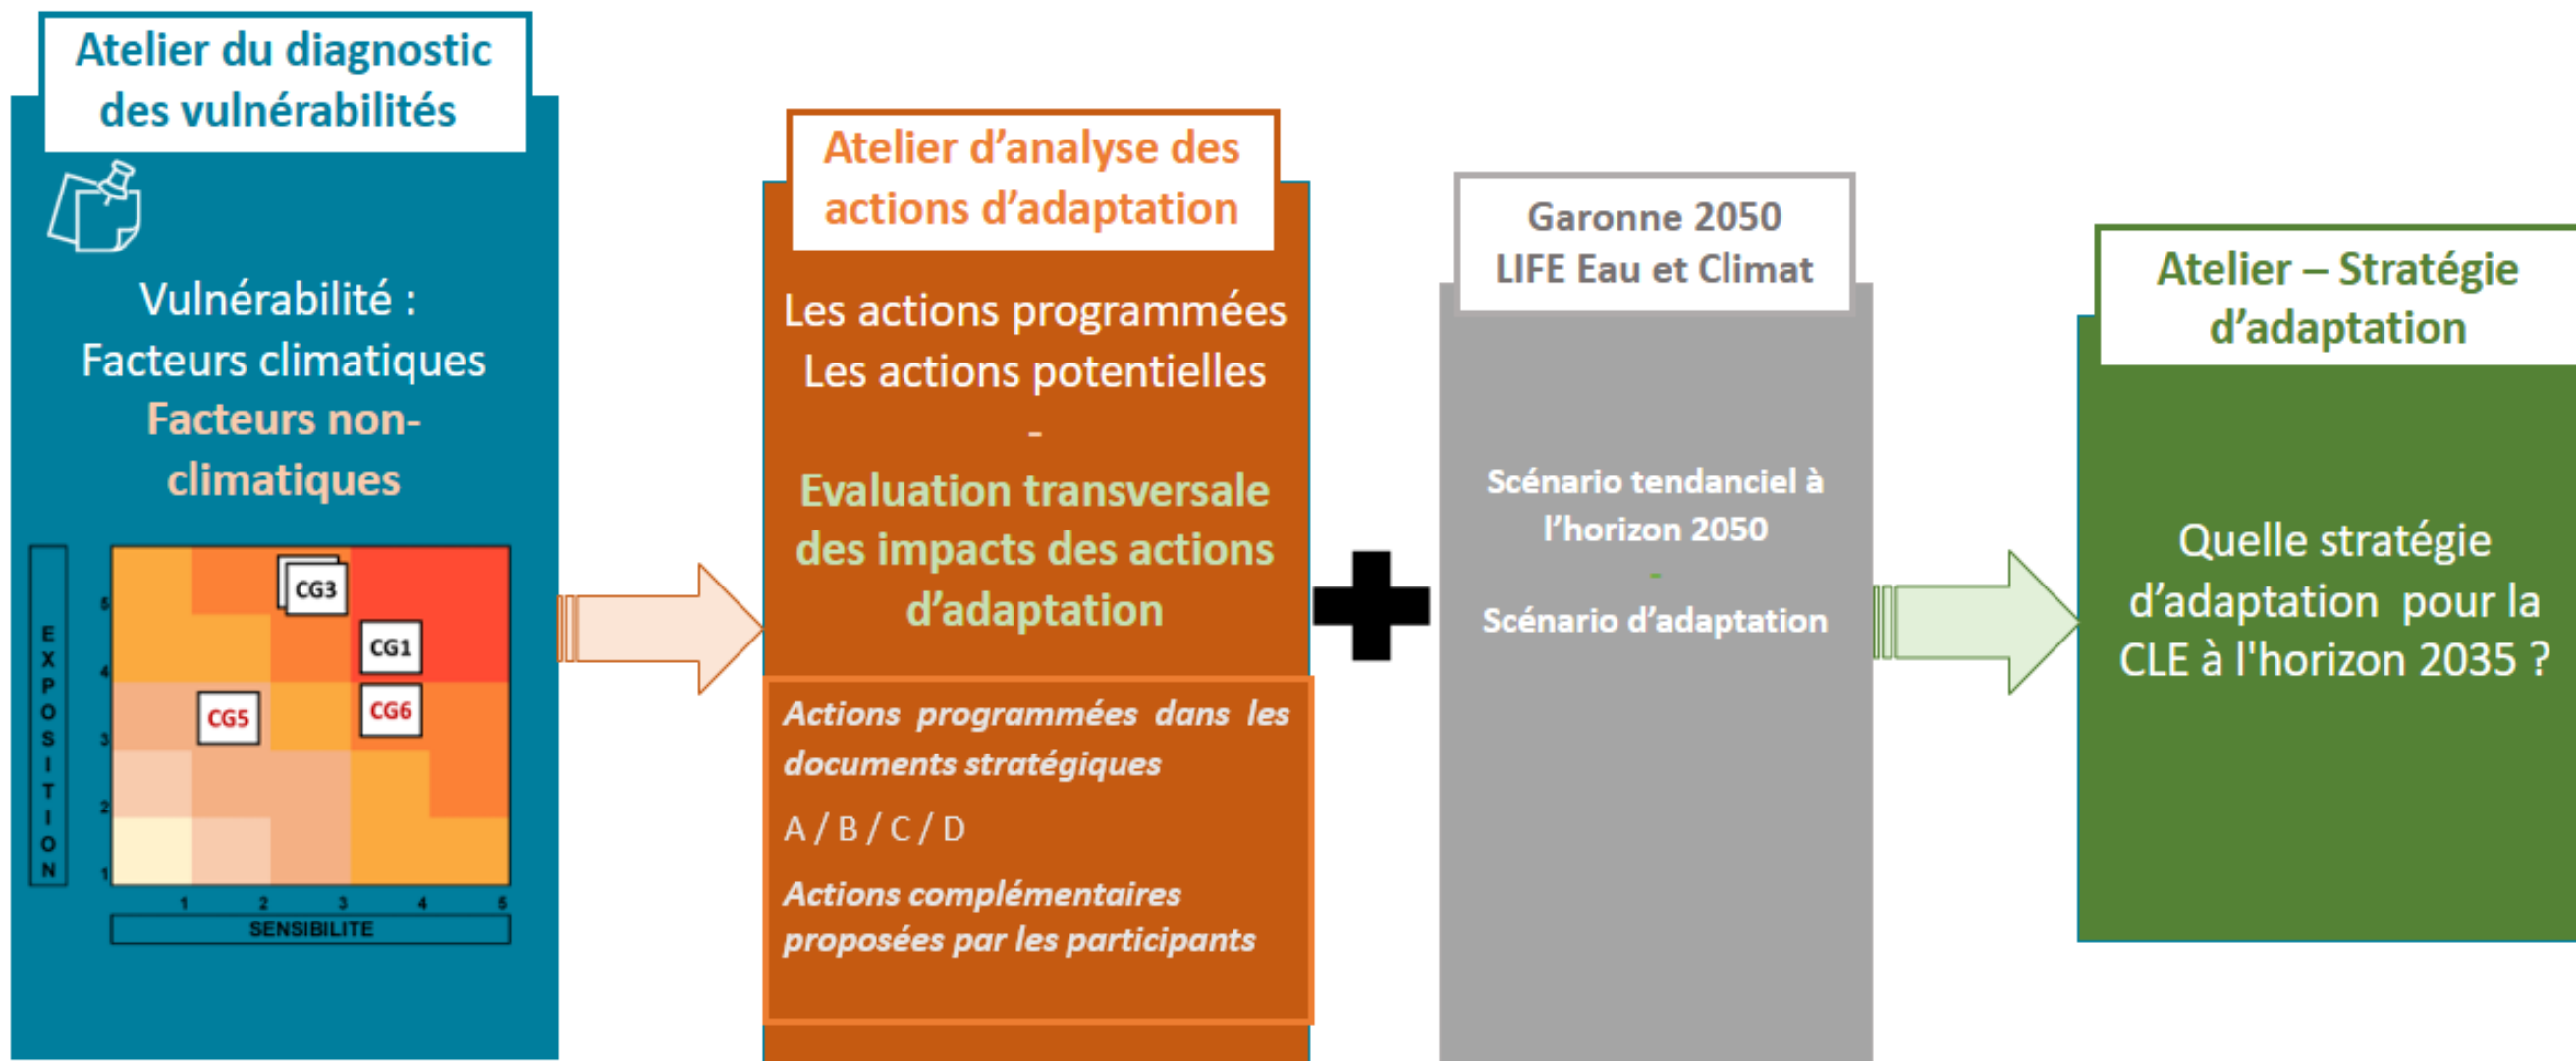 Atelier du diagnostic
des vulnérabilités
Vulnérabilité :
Facteurs climatiques
Facteurs non-
climatiques
EXPOSITION
5
4
3
2
1
CG3
CG1
CG5
CG6
1 2 3 4 5
SENSIBILITE
Atelier d'analyse des
actions d'adaptation
Les actions programmées
Les actions potentielles
-
Evaluation transversale
des impacts des actions
d'adaptation
Actions programmées dans les
documents stratégiques
A / B / C / D
Actions complémentaires
proposées par les participants
Garonne 2050
LIFE Eau et Climat
Scénario tendanciel à
l'horizon 2050
-
Scénario d'adaptation
Atelier – Stratégie
d'adaptation
Quelle stratégie
d'adaptation pour la
CLE à l'horizon 2035 ?